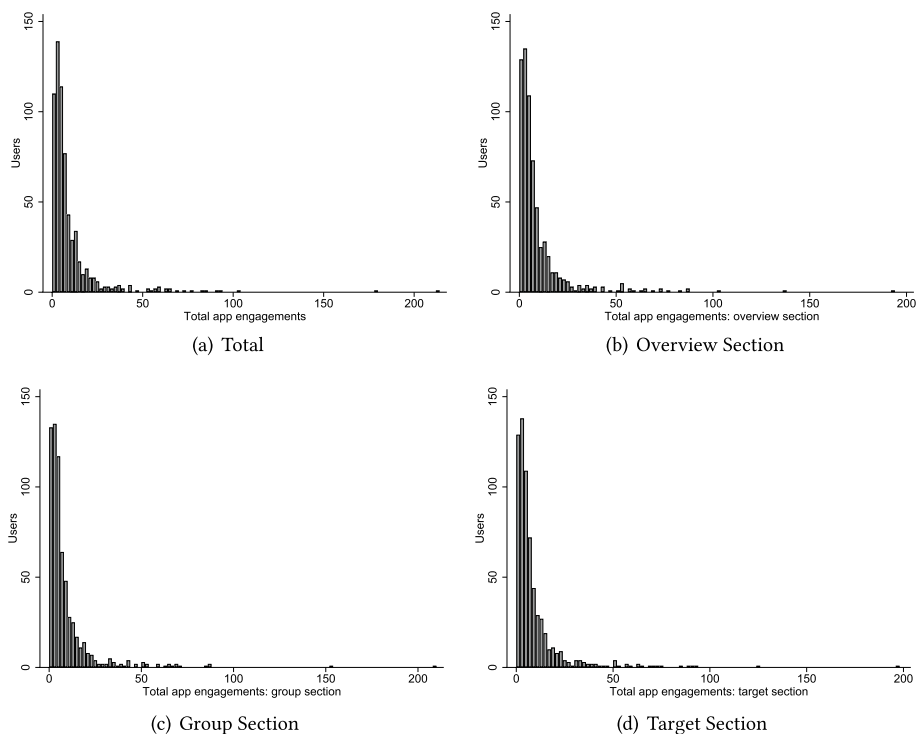 150
100
50
0
Users
0 50 100 150 200
Total app engagements
(a) Total
150
100
50
0
Users
0 50 100 150 200
Total app engagements: overview section
(b) Overview Section
150
100
50
0
Users
0 50 100 150 200
Total app engagements: group section
(c) Group Section
150
100
50
0
Users
0 50 100 150 200
Total app engagements: target section
(d) Target Section